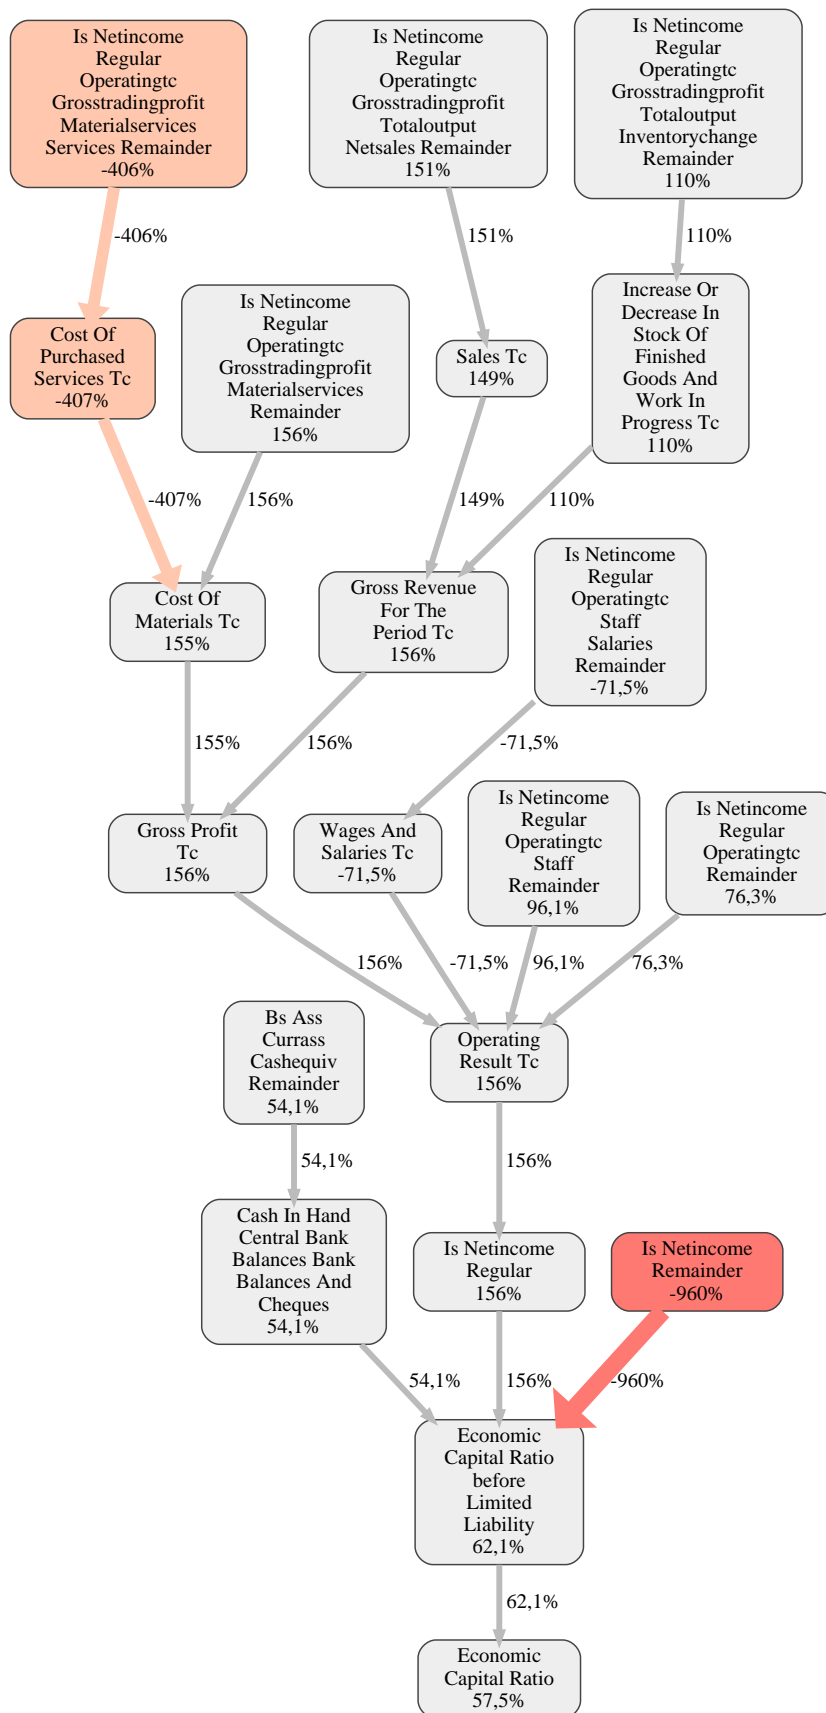 Is Netincome
Regular
Operatingtc
Grosstradingprofit
Materialservices
Services Remainder
-406%
Is Netincome
Regular
Operatingtc
Grosstradingprofit
Totaloutput
Netsales Remainder
151%
Is Netincome
Regular
Operatingtc
Grosstradingprofit
Totaloutput
Inventorychange
Remainder
110%
-406%
151%
110%
Cost Of
Purchased
Services Tc
-407%
Is Netincome
Regular
Operatingtc
Grosstradingprofit
Materialservices
Remainder
156%
Sales Tc
149%
Increase Or
Decrease In
Stock Of
Finished
Goods And
Work In
Progress Tc
110%
-407%
156%
149%
110%
Cost Of
Materials Tc
155%
Gross Revenue
For The
Period Tc
156%
Is Netincome
Regular
Operatingtc
Staff
Salaries
Remainder
-71,5%
155%
156%
-71,5%
Gross Profit
Tc
156%
Wages And
Salaries Tc
-71,5%
Is Netincome
Regular
Operatingtc
Staff
Remainder
96,1%
Is Netincome
Regular
Operatingtc
Remainder
76,3%
156%
-71,5%
96,1%
76,3%
Bs Ass
Currass
Cashequiv
Remainder
54,1%
Operating
Result Tc
156%
54,1%
156%
Cash In Hand
Central Bank
Balances Bank
Balances And
Cheques
54,1%
Is Netincome
Regular
156%
Is Netincome
Remainder
-960%
54,1%
156%
-960%
Economic
Capital Ratio
before
Limited
Liability
62,1%
62,1%
Economic
Capital Ratio
57,5%